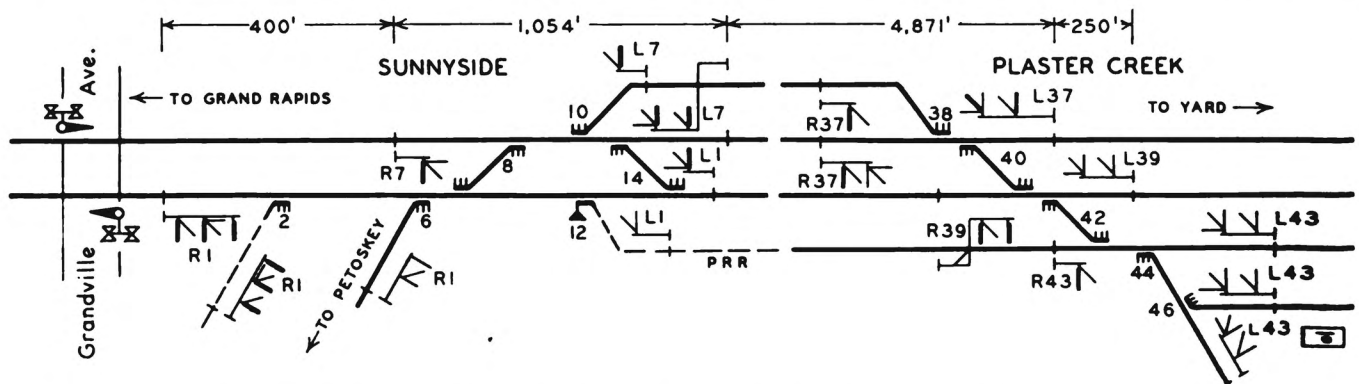 400'
1,054'
4,871'
250'
SUNNYSIDE
PLASTER CREEK
Grandville Ave.
TO GRAND RAPIDS
TO YARD
L7
10
L7
R37
38
L37
R7
8
14
L1
R37
40
L39
R1
2
6
12
L1
R39
42
L43
R1
TO PETOSKEY
R1
PRR
R43
44
L43
46
L43